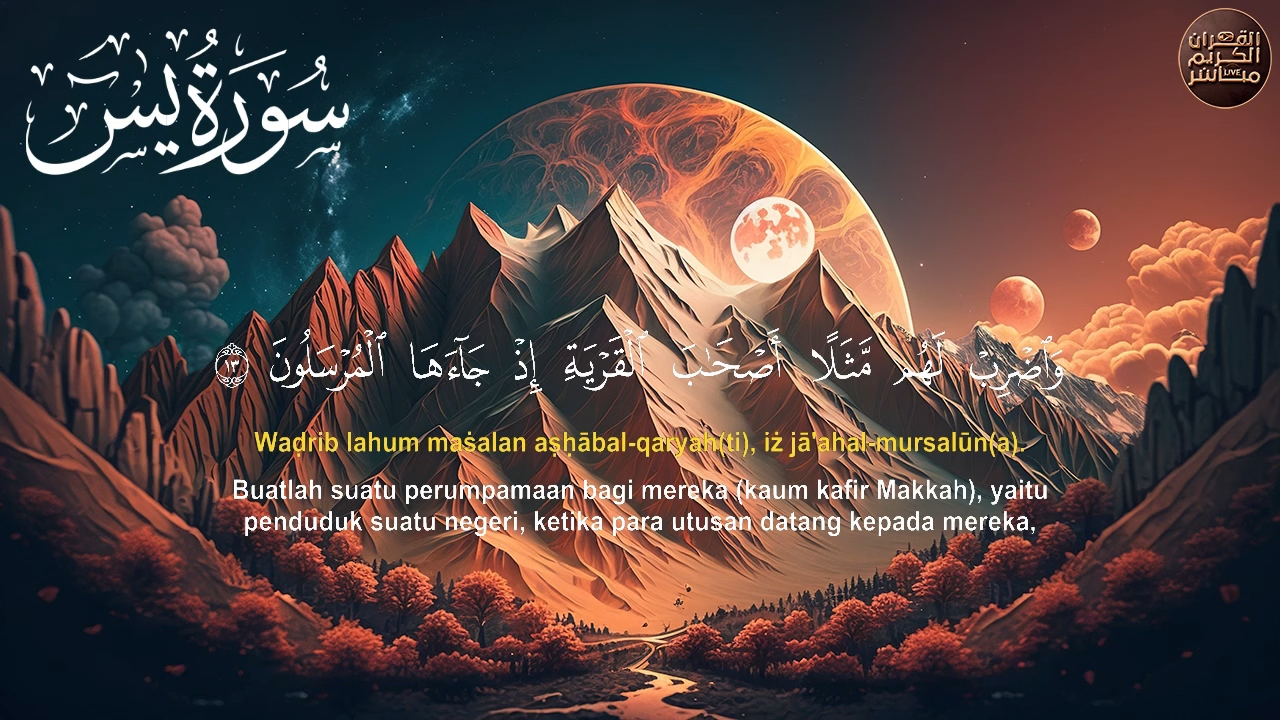 سُورَةُ يسٓ
القرآن
الكريم
مباشر
LIVE
وَٱضْرِبْ لَهُم مَّثَلًا أَصْحَـٰبَ ٱلْقَرْيَةِ إِذْ جَآءَهَا ٱلْمُرْسَلُونَ ١٣
Waḍrib lahum maṡalan aṣḥābal-qaryah(ti), iż jā'ahal-mursalūn(a).
Buatlah suatu perumpamaan bagi mereka (kaum kafir Makkah), yaitu
penduduk suatu negeri, ketika para utusan datang kepada mereka,